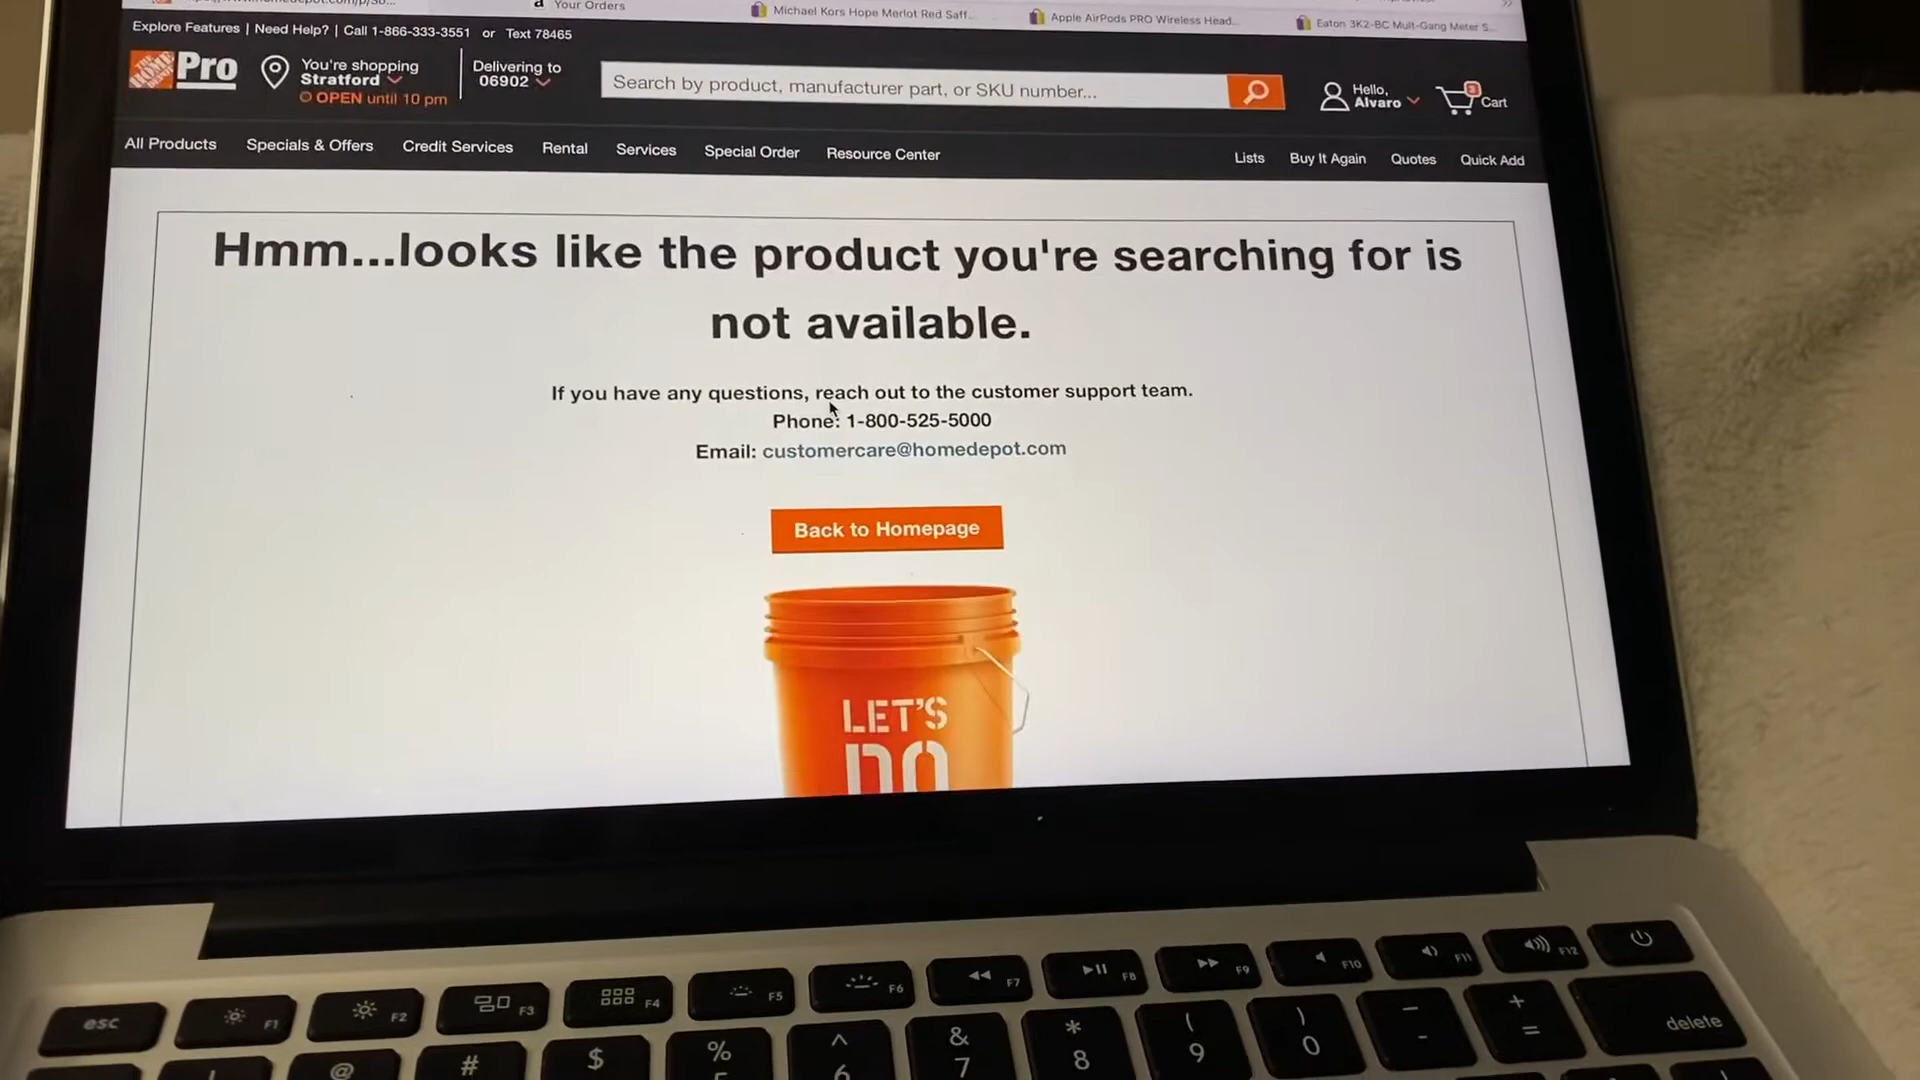 Your Orders
Michael Kors Hope Merlot Red Saff...
Apple AirPods PRO Wireless Head...
Eaton 3K2-BC Mult-Gang Meter S...
Explore Features | Need Help? | Call 1-866-333-3551 or Text 78465
THE HOME DEPOT Pro
You're shopping
Stratford
OPEN until 10 pm
Delivering to
06902
Search by product, manufacturer part, or SKU number...
Hello,
Alvaro
3
Cart
All Products Specials & Offers Credit Services Rental Services Special Order Resource Center Lists Buy It Again Quotes Quick Add
Hmm...looks like the product you're searching for is
not available.
If you have any questions, reach out to the customer support team.
Phone: 1-800-525-5000
Email: customercare@homedepot.com
Back to Homepage
LET'S
DO
esc F1 F2 F3 F4 F5 F6 F7 F8 F9 F10 F11 F12
@ # $ % ^ & * ( ) - + delete
6 7 8 9 0 - =